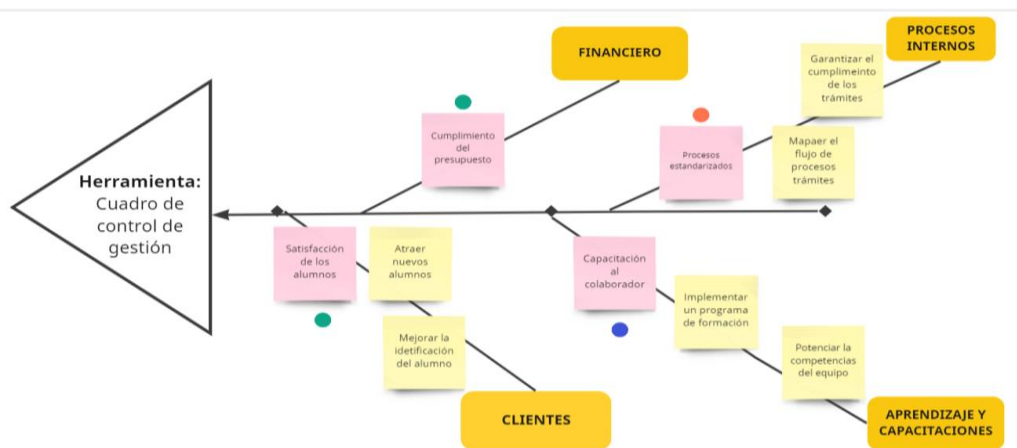 FINANCIERO
PROCESOS
INTERNOS
Garantizar el
cumplimeinto
de los
trámites
Cumplimiento
del
presupuesto
Procesos
estandarizados
Mapaer el
flujo de
procesos
trámites
Herramienta:
Cuadro de
control de
gestión
Satisfacción
de los
alumnos
Atraer
nuevos
alumnos
Capacitación
al
colaborador
Implementar
un programa
de formación
Mejorar la
idetificación
del alumno
Potenciar la
competencias
del equipo
CLIENTES
APRENDIZAJE Y
CAPACITACIONES